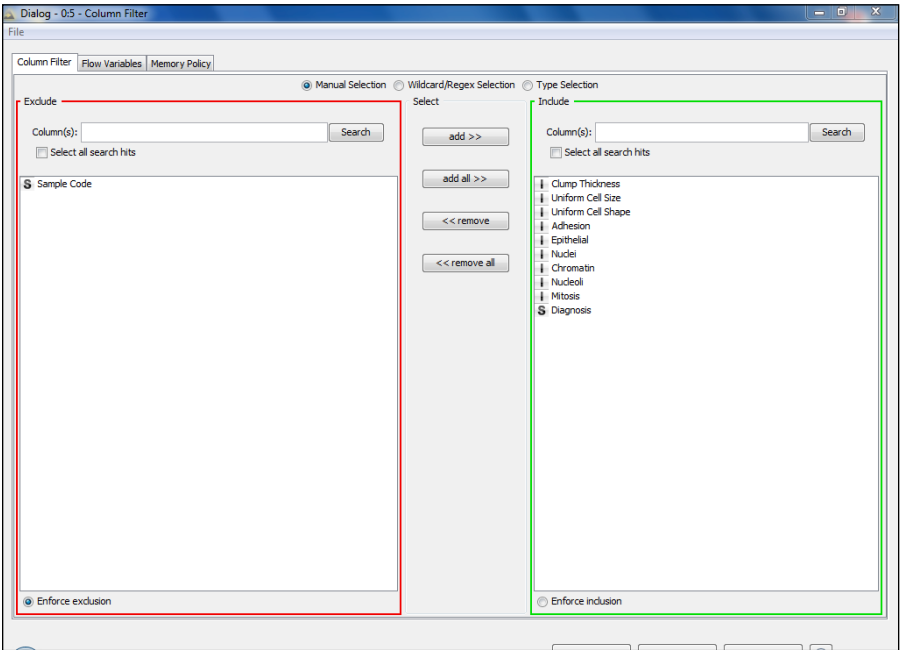 Dialog - 0:5 - Column Filter
File
Column Filter Flow Variables Memory Policy
Manual Selection Wildcard/Regex Selection Type Selection
Exclude Select Include
Column(s): Search add >> Column(s): Search
Select all search hits Select all search hits
add all >>
S Sample Code I Clump Thickness
I Uniform Cell Size
I Uniform Cell Shape
<< remove I Adhesion
I Epithelial
I Nuclei
<< remove all I Chromatin
I Nucleoli
I Mitosis
S Diagnosis
Enforce exclusion Enforce inclusion